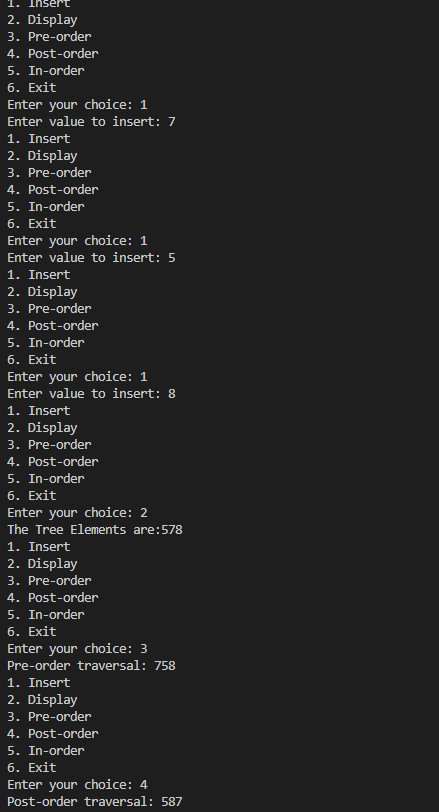 1. Insert
2. Display
3. Pre-order
4. Post-order
5. In-order
6. Exit
Enter your choice: 1
Enter value to insert: 7
1. Insert
2. Display
3. Pre-order
4. Post-order
5. In-order
6. Exit
Enter your choice: 1
Enter value to insert: 5
1. Insert
2. Display
3. Pre-order
4. Post-order
5. In-order
6. Exit
Enter your choice: 1
Enter value to insert: 8
1. Insert
2. Display
3. Pre-order
4. Post-order
5. In-order
6. Exit
Enter your choice: 2
The Tree Elements are:578
1. Insert
2. Display
3. Pre-order
4. Post-order
5. In-order
6. Exit
Enter your choice: 3
Pre-order traversal: 758
1. Insert
2. Display
3. Pre-order
4. Post-order
5. In-order
6. Exit
Enter your choice: 4
Post-order traversal: 587